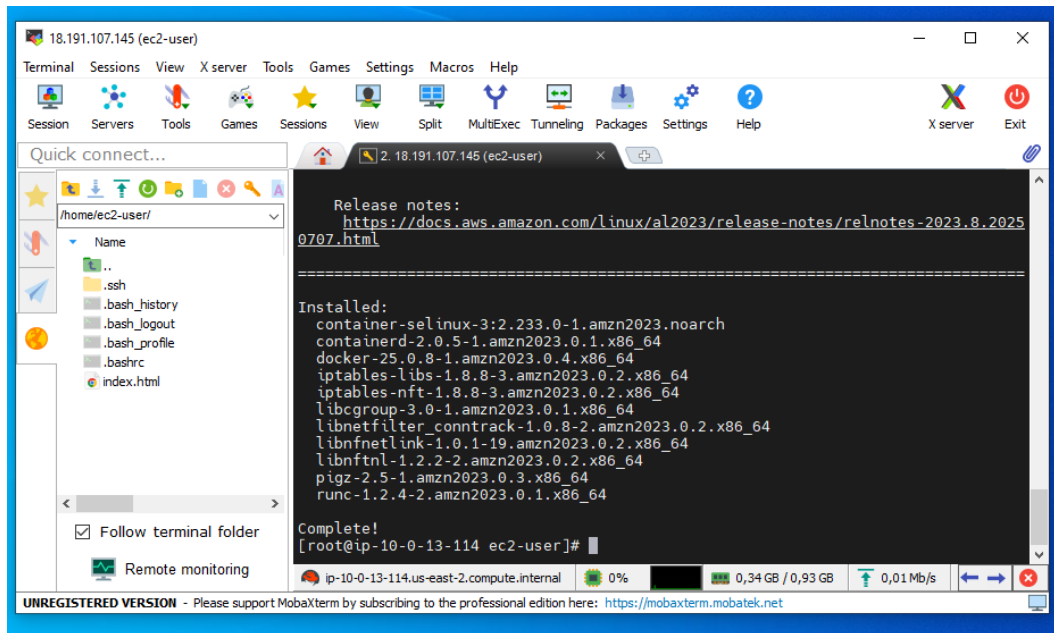 18.191.107.145 (ec2-user)
Terminal Sessions View X server Tools Games Settings Macros Help
Session Servers Tools Games Sessions View Split MultiExec Tunneling Packages Settings Help X server Exit
Quick connect...
2. 18.191.107.145 (ec2-user)
/home/ec2-user/
Name
..
.ssh
.bash_history
.bash_logout
.bash_profile
.bashrc
index.html
Follow terminal folder
Remote monitoring
Release notes:
https://docs.aws.amazon.com/linux/al2023/release-notes/relnotes-2023.8.2025
0707.html
================================================================================
Installed:
container-selinux-3:2.233.0-1.amzn2023.noarch
containerd-2.0.5-1.amzn2023.0.1.x86_64
docker-25.0.8-1.amzn2023.0.4.x86_64
iptables-libs-1.8.8-3.amzn2023.0.2.x86_64
iptables-nft-1.8.8-3.amzn2023.0.2.x86_64
libcgroup-3.0-1.amzn2023.0.1.x86_64
libnetfilter_conntrack-1.0.8-2.amzn2023.0.2.x86_64
libnfnetlink-1.0.1-19.amzn2023.0.2.x86_64
libnftnl-1.2.2-2.amzn2023.0.2.x86_64
pigz-2.5-1.amzn2023.0.3.x86_64
runc-1.2.4-2.amzn2023.0.1.x86_64
Complete!
[root@ip-10-0-13-114 ec2-user]#
ip-10-0-13-114.us-east-2.compute.internal 0% 0,34 GB / 0,93 GB 0,01 Mb/s
UNREGISTERED VERSION - Please support MobaXterm by subscribing to the professional edition here: https://mobaxterm.mobatek.net